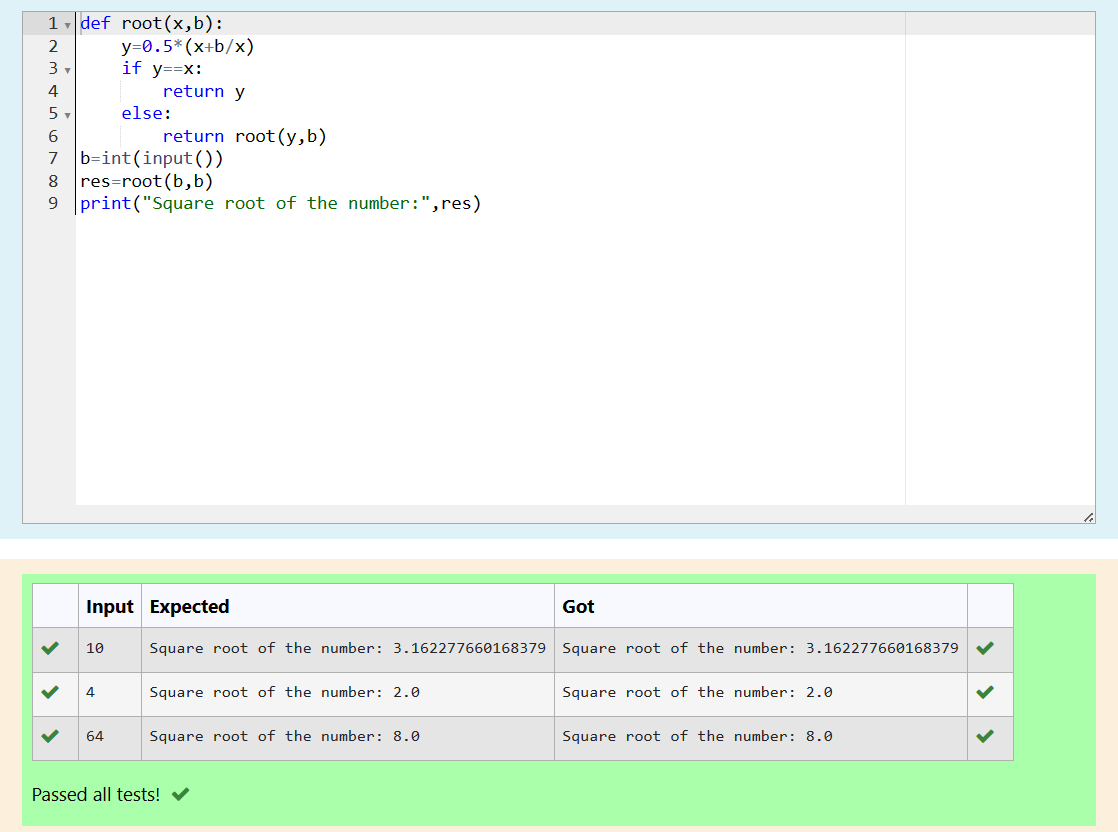 1 def root(x,b):
2     y=0.5*(x+b/x)
3     if y==x:
4         return y
5     else:
6         return root(y,b)
7 b=int(input())
8 res=root(b,b)
9 print("Square root of the number:",res)
Input Expected Got
10 Square root of the number: 3.162277660168379 Square root of the number: 3.162277660168379
4 Square root of the number: 2.0 Square root of the number: 2.0
64 Square root of the number: 8.0 Square root of the number: 8.0
Passed all tests!